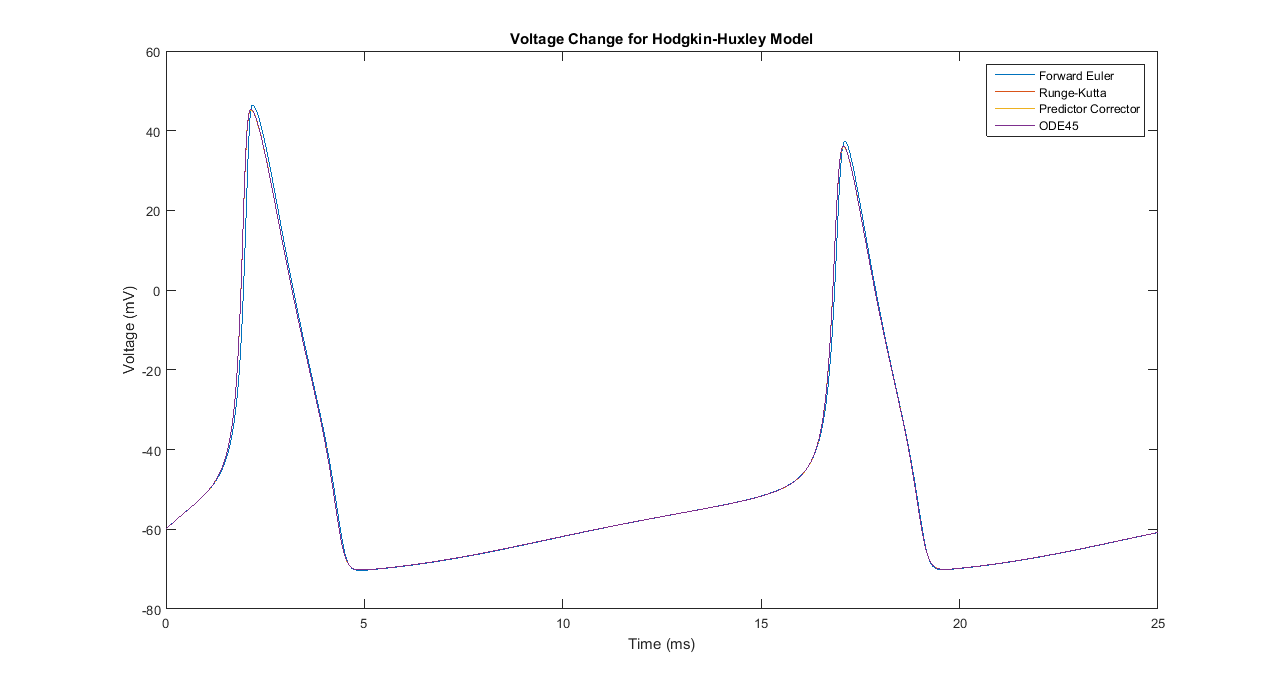 Voltage Change for Hodgkin-Huxley Model
60
40
20
0
-20
-40
-60
-80
Voltage (mV)
Forward Euler
Runge-Kutta
Predictor Corrector
ODE45
0 5 10 15 20 25
Time (ms)